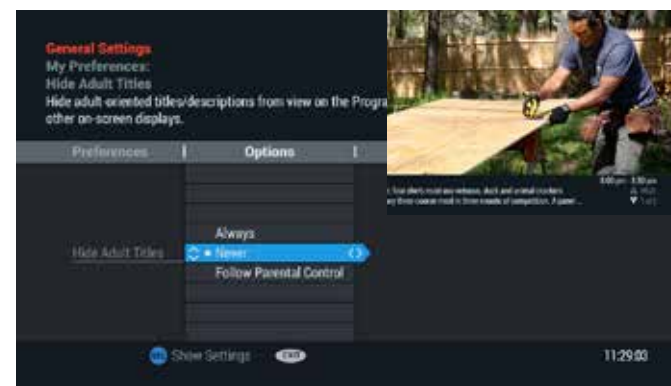 General Settings
My Preferences:
Hide Adult Titles
Hide adult-oriented titles/descriptions from view on the Progra
other on-screen displays.
Preferences
Options
Always
Hide Adult Titles
Never
Follow Parental Control
Show Settings
EXIT
11:29:03